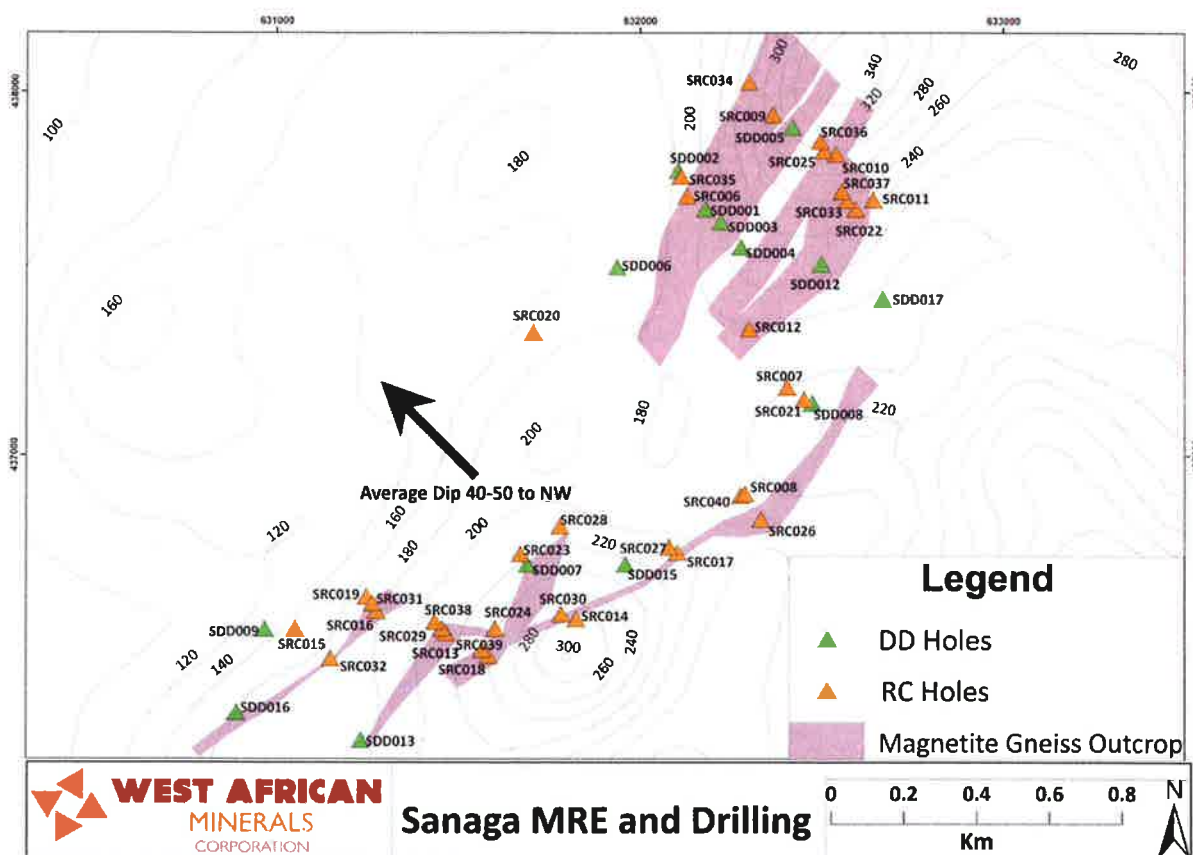 631000
632000
633000
438000
437000
300
340
280
280
320
260
240
100
200
180
160
SRC034
SRC009
SDD005
SRC036
SRC025
SRC010
SDD002
SRC035
SRC006
SDD001
SDD003
SDD004
SRC037
SRC011
SRC033
SRC022
SDD006
SDD012
SDD017
SRC020
SRC012
180
200
SRC007
SRC021
SDD008
220
Average Dip 40-50 to NW
SRC008
SRC040
SRC026
120
160
180
200
SRC028
220
SRC027
SRC017
SRC023
SDD007
SDD015
SRC019
SRC031
SRC016
SRC038
SRC024
SRC030
SRC014
SDD009
SRC015
SRC029
SRC013
SRC039
SRC018
SRC032
120
140
280
300
260
240
SDD016
SDD013
Legend
DD Holes
RC Holes
Magnetite Gneiss Outcrop
WEST AFRICAN
MINERALS
CORPORATION
Sanaga MRE and Drilling
0 0.2 0.4 0.6 0.8
Km
N